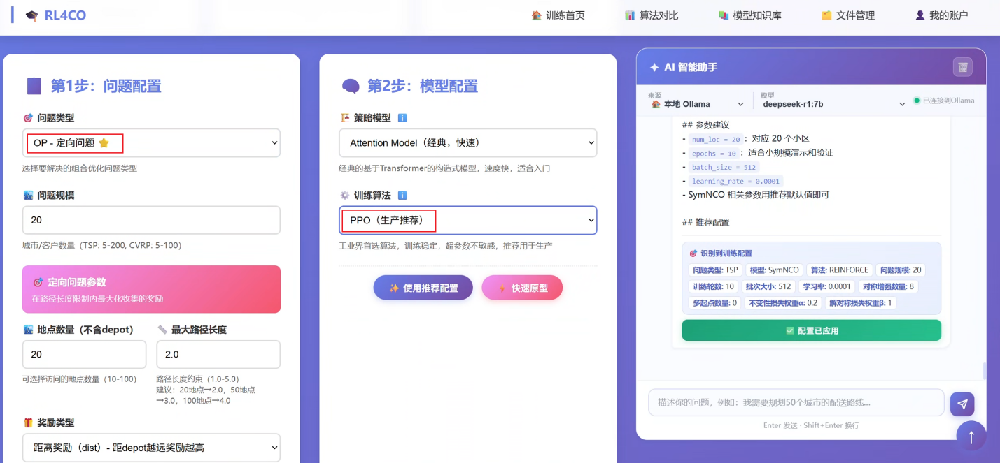 RL4CO
训练首页
算法对比
模型知识库
文件管理
我的账户
第1步：问题配置
问题类型
OP - 定向问题
选择要解决的组合优化问题类型
问题规模
20
城市/客户数量（TSP: 5-200, CVRP: 5-100）
定向问题参数
在路径长度限制内最大化收集的奖励
地点数量（不含depot）
20
可选择访问的地点数量（10-100）
最大路径长度
2.0
路径长度约束（1.0-5.0）
建议：20地点→2.0，50地点
→3.0，100地点→4.0
奖励类型
距离奖励（dist）- 距depot越远奖励越高
第2步：模型配置
策略模型
Attention Model（经典，快速）
经典的基于Transformer的构造式模型，速度快，适合入门
训练算法
PPO（生产推荐）
工业界首选算法，训练稳定，超参数不敏感，推荐用于生产
使用推荐配置
快速原型
AI 智能助手
来源
本地 Ollama
模型
deepseek-r1:7b
已连接到Ollama
## 参数建议
- num_loc = 20 ：对应 20 个小区
- epochs = 10 ：适合小规模演示和验证
- batch_size = 512
- learning_rate = 0.0001
- SymNCO 相关参数用推荐默认值即可
## 推荐配置
识别到训练配置
问题类型: TSP 模型: SymNCO 算法: REINFORCE 问题规模: 20
训练轮数: 10 批次大小: 512 学习率: 0.0001 对称增强数量: 8
多起点数量: 0 不变性损失权重α: 0.2 解对称损失权重β: 1
配置已应用
描述你的问题，例如：我需要规划50个城市的配送路线...
Enter 发送 · Shift+Enter 换行